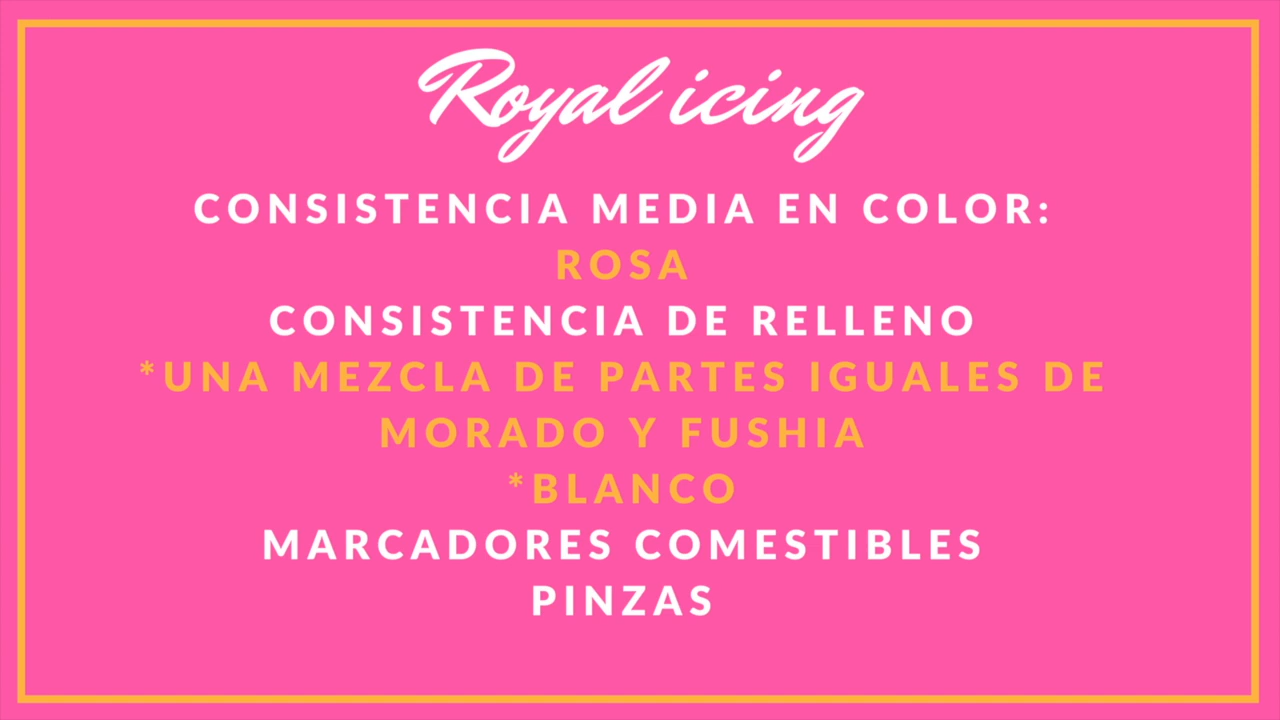 Royal icing
CONSISTENCIA MEDIA EN COLOR:
ROSA
CONSISTENCIA DE RELLENO
*UNA MEZCLA DE PARTES IGUALES DE
MORADO Y FUSHIA
*BLANCO
MARCADORES COMESTIBLES
PINZAS